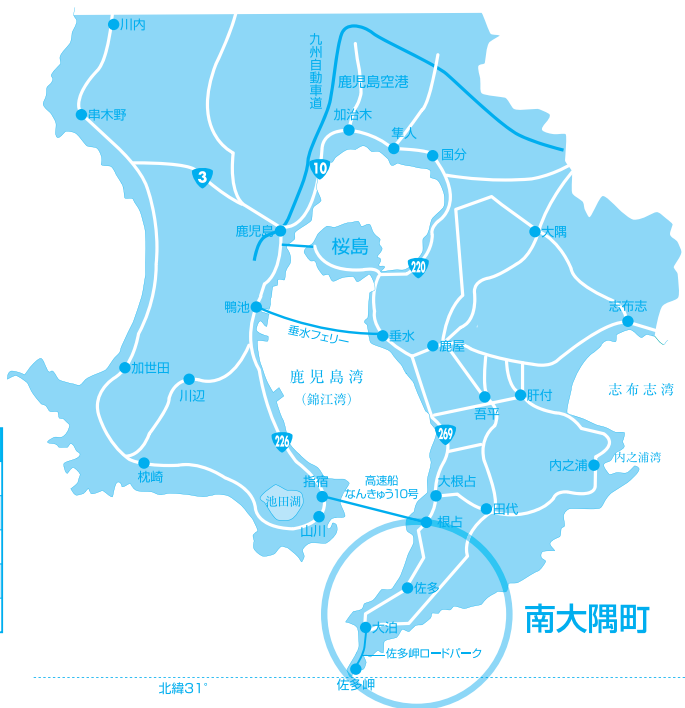 川内
九州自動車道
鹿児島空港
串木野
加治木
隼人
国分
3
10
鹿児島
桜島
大隅
220
鴨池
垂水フェリー
垂水
志布志
鹿屋
加世田
川辺
鹿児島湾
(錦江湾)
志布志湾
吾平
肝付
226
269
枕崎
内之浦
内之浦湾
指宿
高速船
なんきゅう10号
大根占
池田湖
田代
山川
根占
佐多
南大隅町
大泊
佐多岬ロードパーク
佐多岬
北緯31°